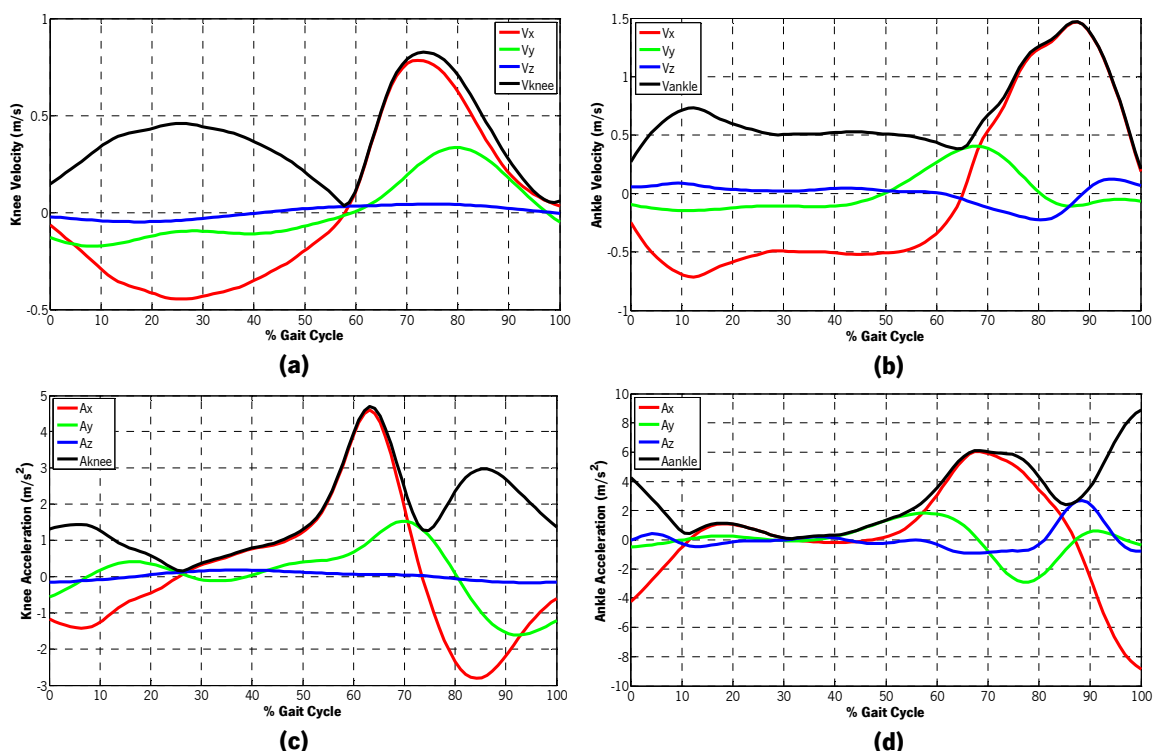 Knee Velocity (m/s)
1
0.5
0
-0.5
Vx
Vy
Vz
Vknee
0 10 20 30 40 50 60 70 80 90 100
% Gait Cycle
(a)
Ankle Velocity (m/s)
1.5
1
0.5
0
-0.5
-1
Vx
Vy
Vz
Vankle
0 10 20 30 40 50 60 70 80 90 100
% Gait Cycle
(b)
Knee Acceleration (m/s²)
5
4
3
2
1
0
-1
-2
-3
Ax
Ay
Az
Aknee
0 10 20 30 40 50 60 70 80 90 100
% Gait Cycle
(c)
Ankle Acceleration (m/s²)
10
8
6
4
2
0
-2
-4
-6
-8
-10
Ax
Ay
Az
Aankle
0 10 20 30 40 50 60 70 80 90 100
% Gait Cycle
(d)